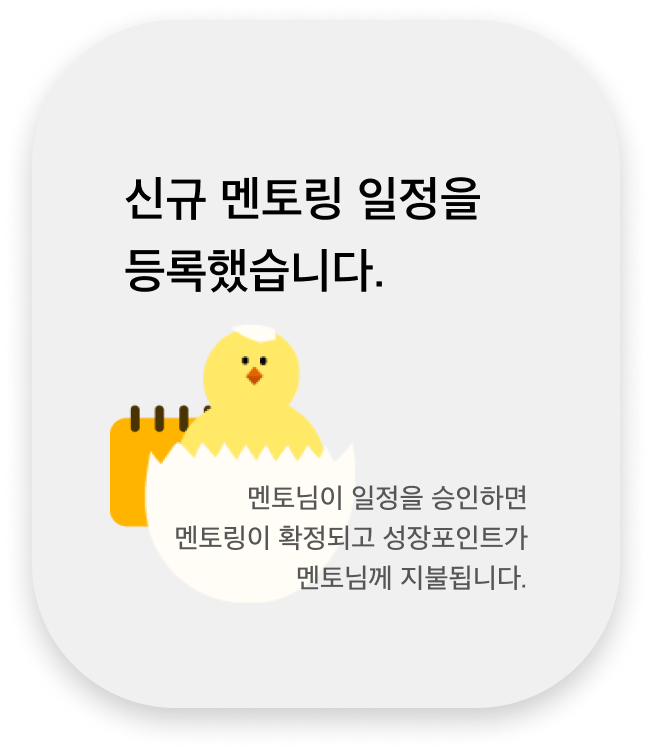 신규 멘토링 일정을
등록했습니다.
멘토님이 일정을 승인하면
멘토링이 확정되고 성장포인트가
멘토님께 지불됩니다.